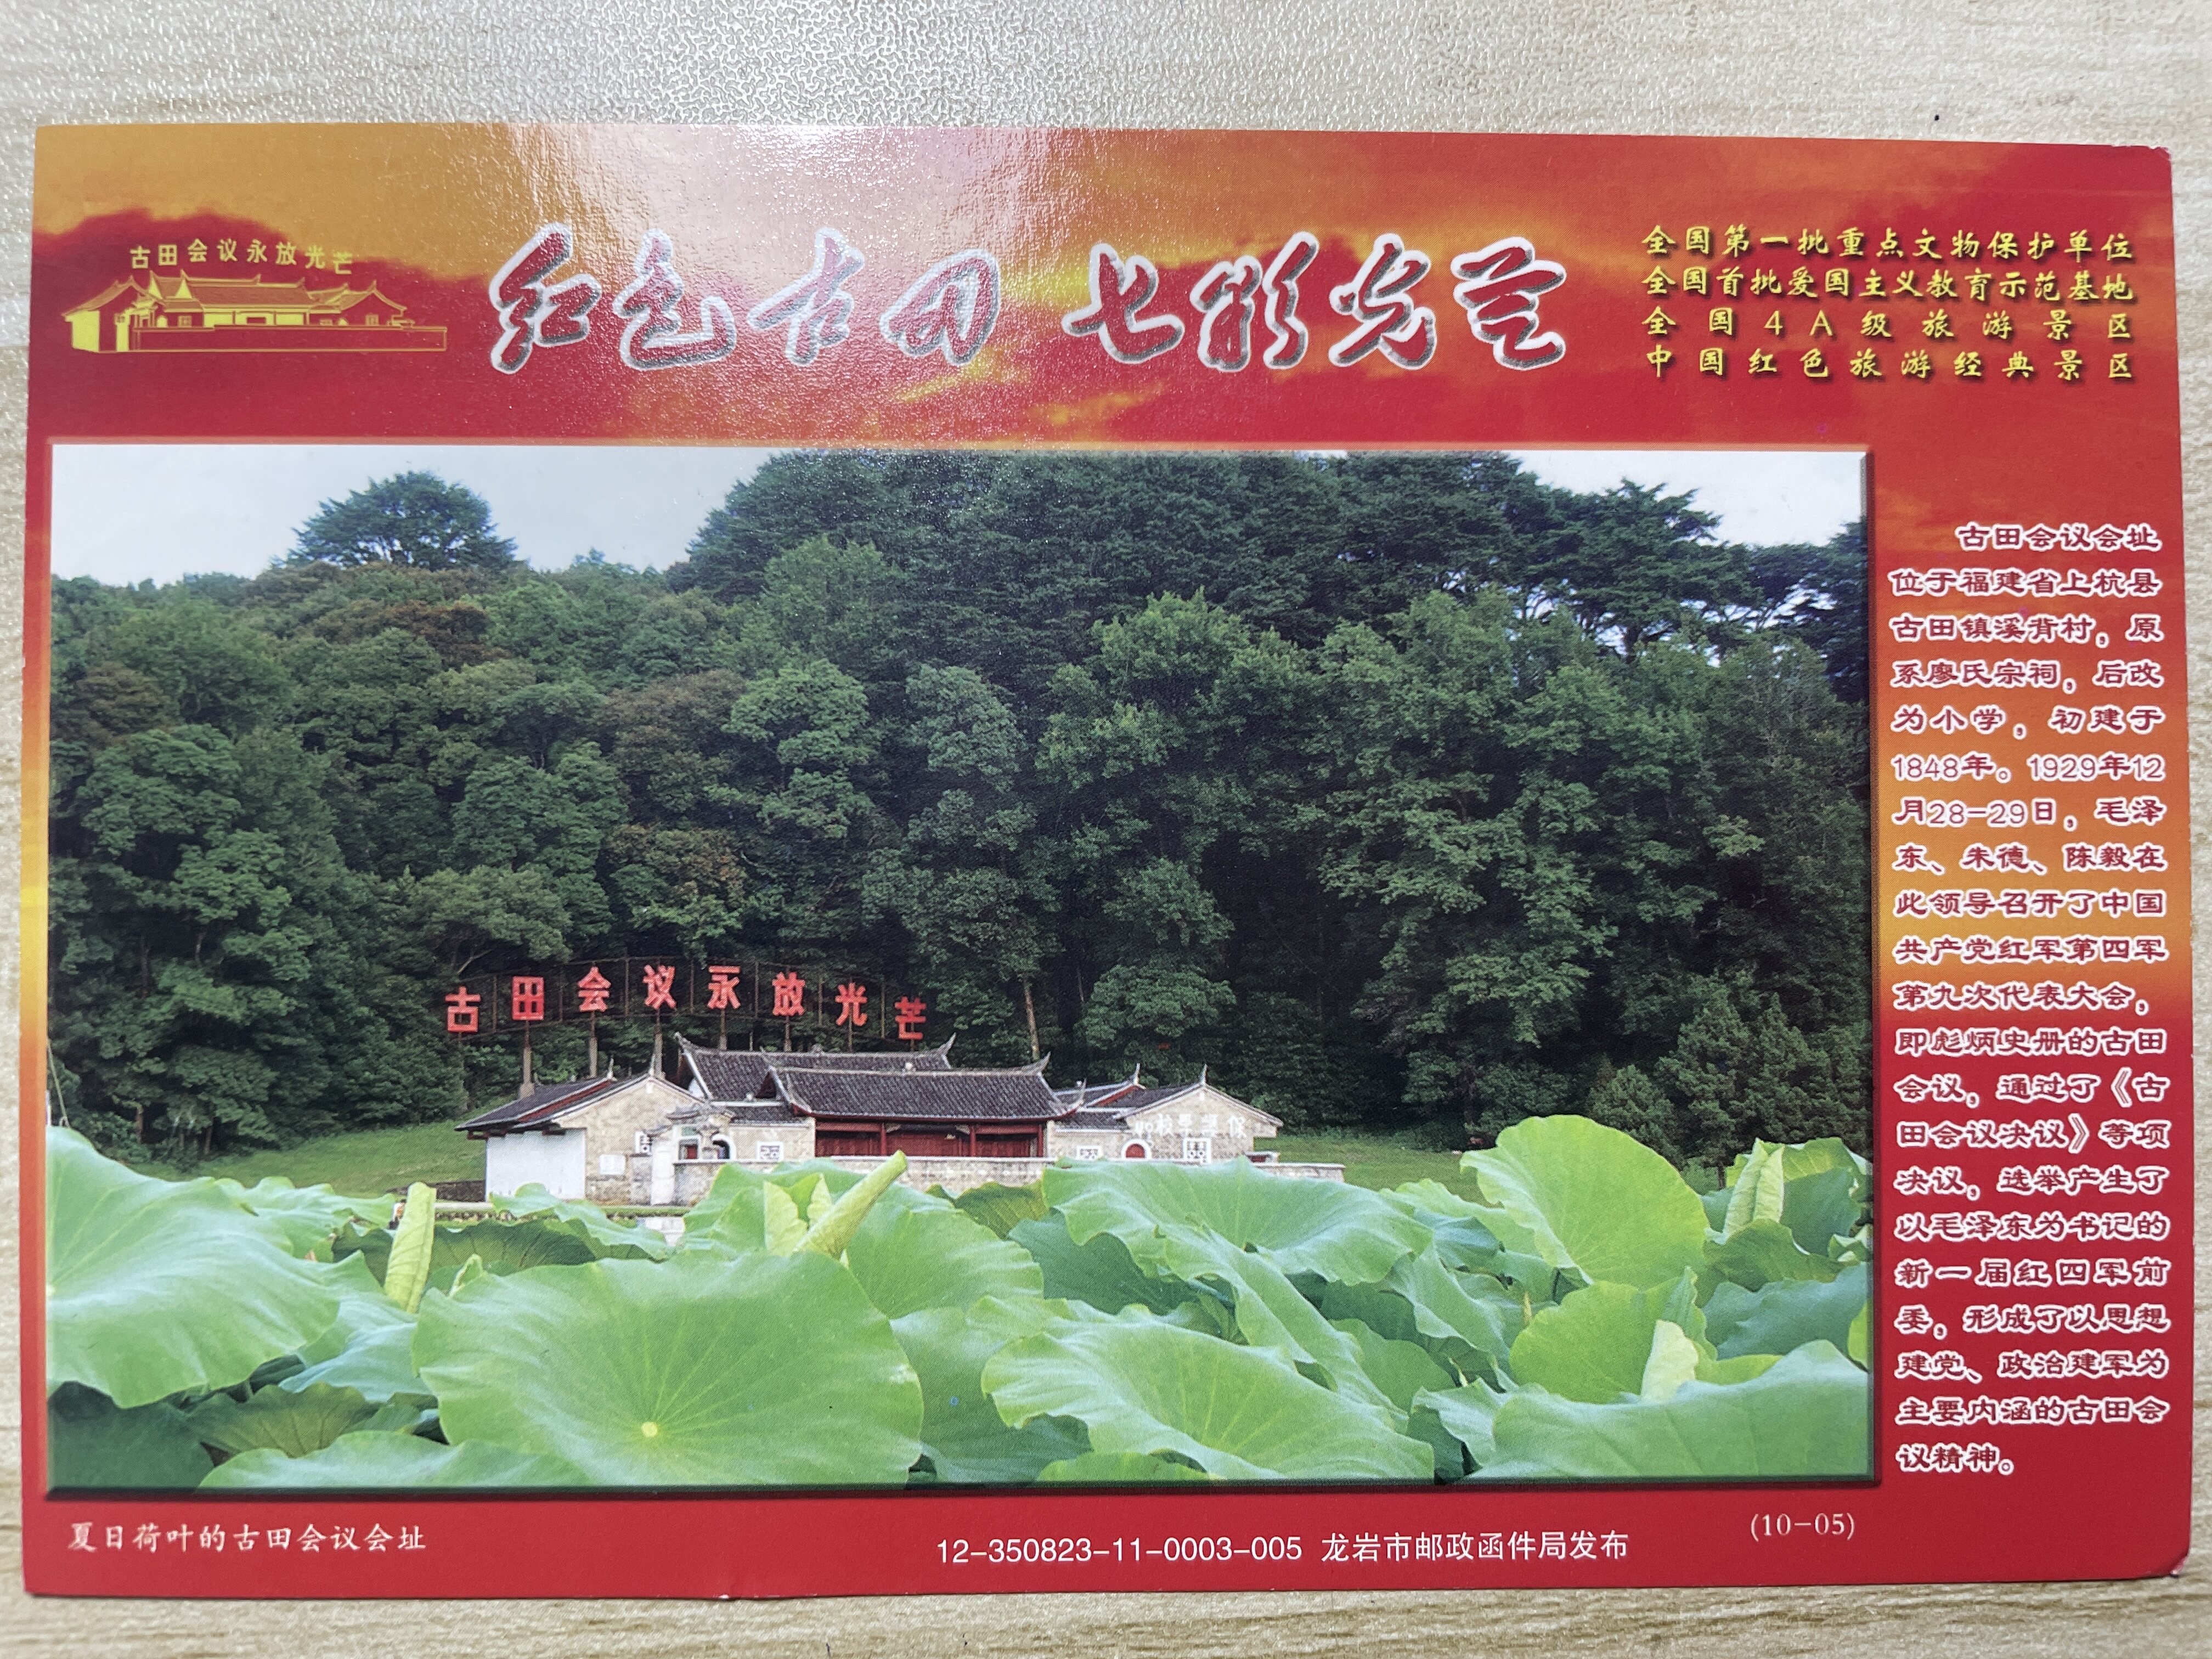 古田会议永放光芒
红色古田 七彩光芒
全国第一批重点文物保护单位
全国首批爱国主义教育示范基地
全国4A级旅游景区
中国红色旅游经典景区
古田会议永放光芒
古田会议会址
位于福建省上杭县
古田镇溪背村，原
系廖氏宗祠，后改
为小学，初建于
1848年。1929年12
月28-29日，毛泽
东、朱德、陈毅在
此领导召开了中国
共产党红军第四军
第九次代表大会，
即彪炳史册的古田
会议，通过了《古
田会议决议》等项
决议，选举产生了
以毛泽东为书记的
新一届红四军前
委，形成了以思想
建党、政治建军为
主要内涵的古田会
议精神。
夏日荷叶的古田会议会址
12-350823-11-0003-005 龙岩市邮政函件局发布
(10-05)